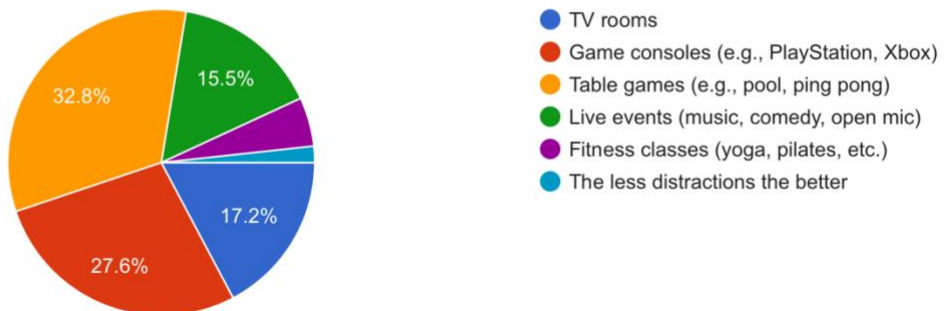 TV rooms
Game consoles (e.g., PlayStation, Xbox)
Table games (e.g., pool, ping pong)
Live events (music, comedy, open mic)
Fitness classes (yoga, pilates, etc.)
The less distractions the better
15.5%
32.8%
17.2%
27.6%